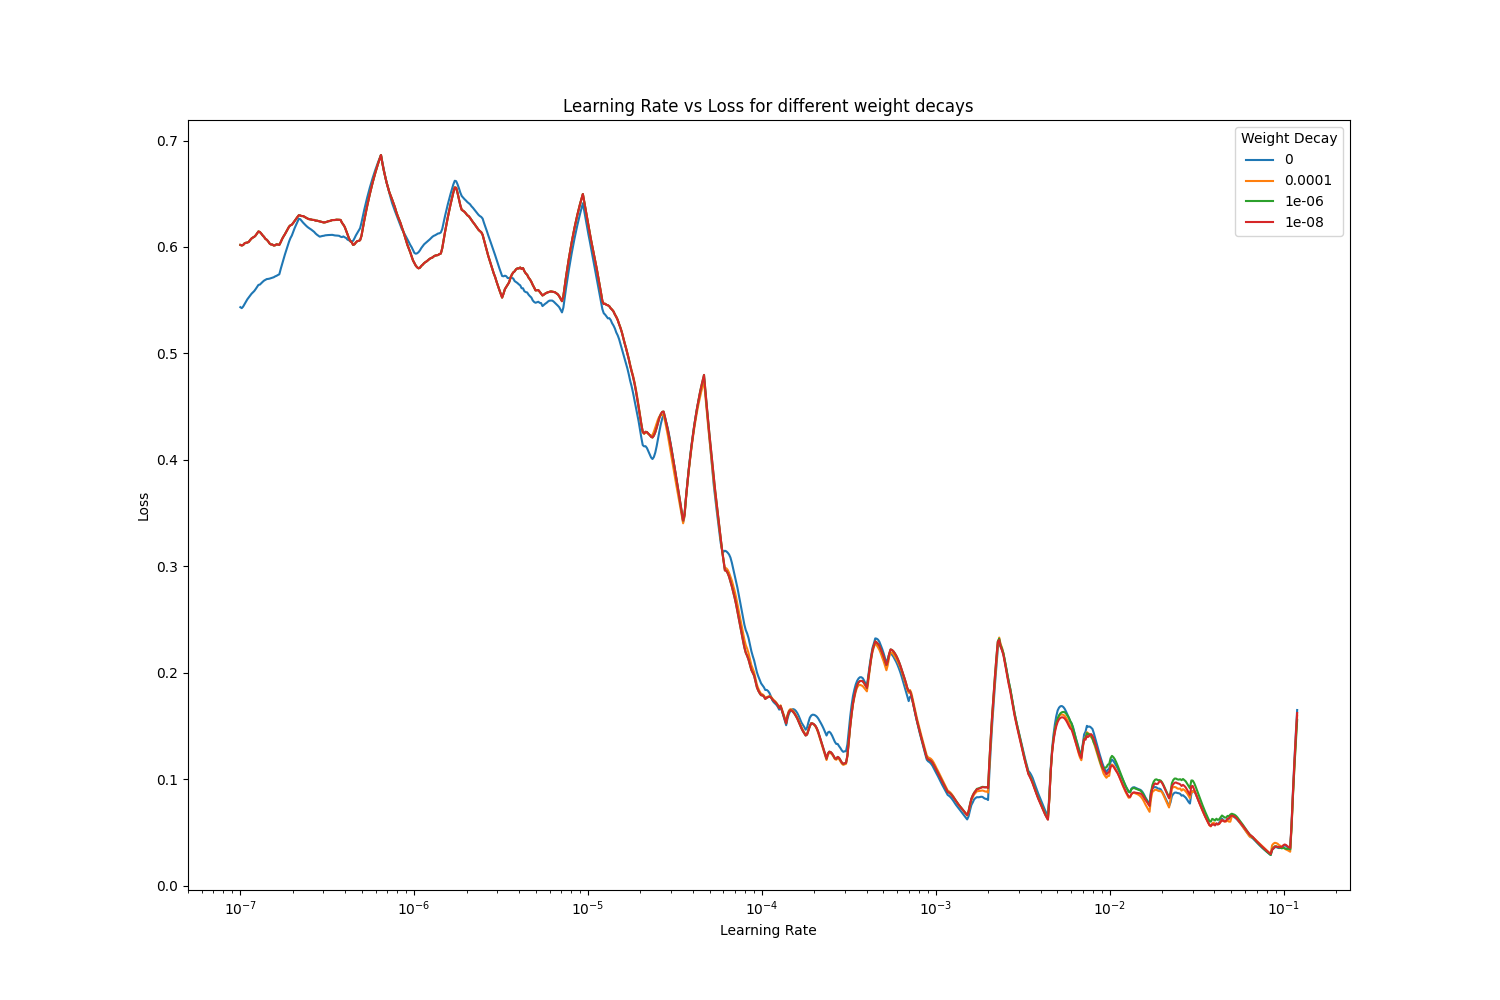 Learning Rate vs Loss for different weight decays
Weight Decay
0
0.0001
1e-06
1e-08
0.7
0.6
0.5
0.4
0.3
0.2
0.1
0.0
Loss
10⁻⁷ 10⁻⁶ 10⁻⁵ 10⁻⁴ 10⁻³ 10⁻² 10⁻¹
Learning Rate